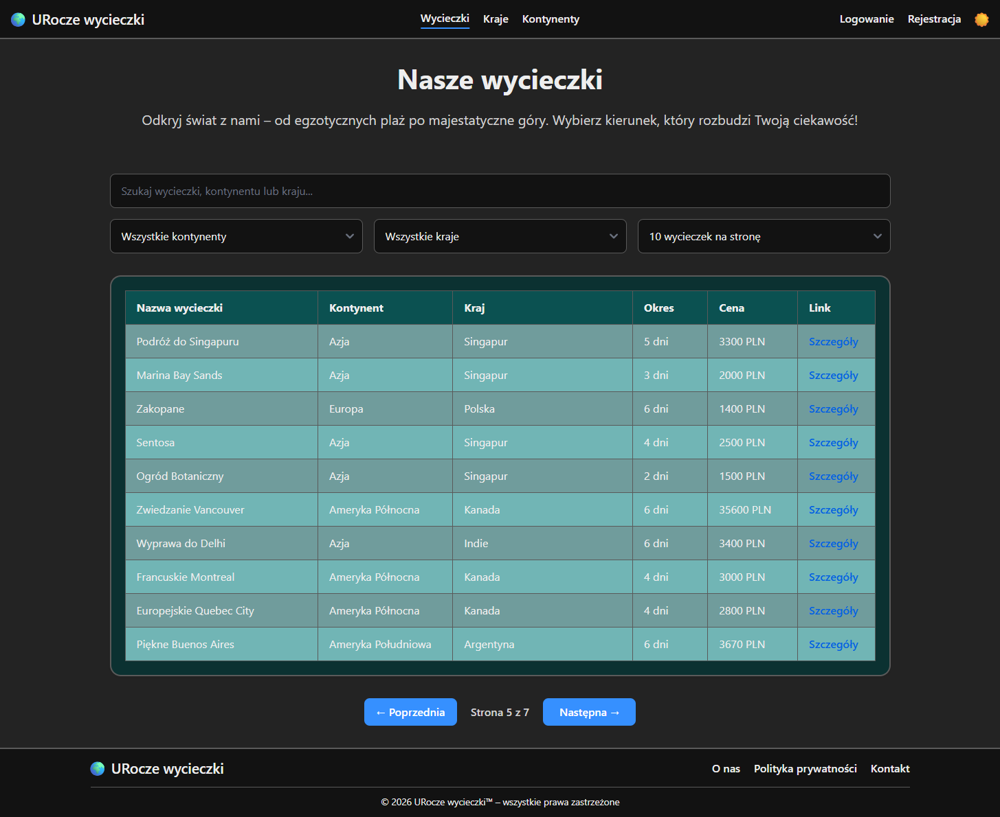 URocze wycieczki Wycieczki Kraje Kontynenty Logowanie Rejestracja
Nasze wycieczki
Odkryj świat z nami – od egzotycznych plaż po majestatyczne góry. Wybierz kierunek, który rozbudzi Twoją ciekawość!
Szukaj wycieczki, kontynentu lub kraju...
Wszystkie kontynenty Wszystkie kraje 10 wycieczek na stronę
Nazwa wycieczki Kontynent Kraj Okres Cena Link
Podróż do Singapuru Azja Singapur 5 dni 3300 PLN Szczegóły
Marina Bay Sands Azja Singapur 3 dni 2000 PLN Szczegóły
Zakopane Europa Polska 6 dni 1400 PLN Szczegóły
Sentosa Azja Singapur 4 dni 2500 PLN Szczegóły
Ogród Botaniczny Azja Singapur 2 dni 1500 PLN Szczegóły
Zwiedzanie Vancouver Ameryka Północna Kanada 6 dni 35600 PLN Szczegóły
Wyprawa do Delhi Azja Indie 6 dni 3400 PLN Szczegóły
Francuskie Montreal Ameryka Północna Kanada 4 dni 3000 PLN Szczegóły
Europejskie Quebec City Ameryka Północna Kanada 4 dni 2800 PLN Szczegóły
Piękne Buenos Aires Ameryka Południowa Argentyna 6 dni 3670 PLN Szczegóły
← Poprzednia Strona 5 z 7 Następna →
URocze wycieczki O nas Polityka prywatności Kontakt
© 2026 URocze wycieczki™ – wszystkie prawa zastrzeżone